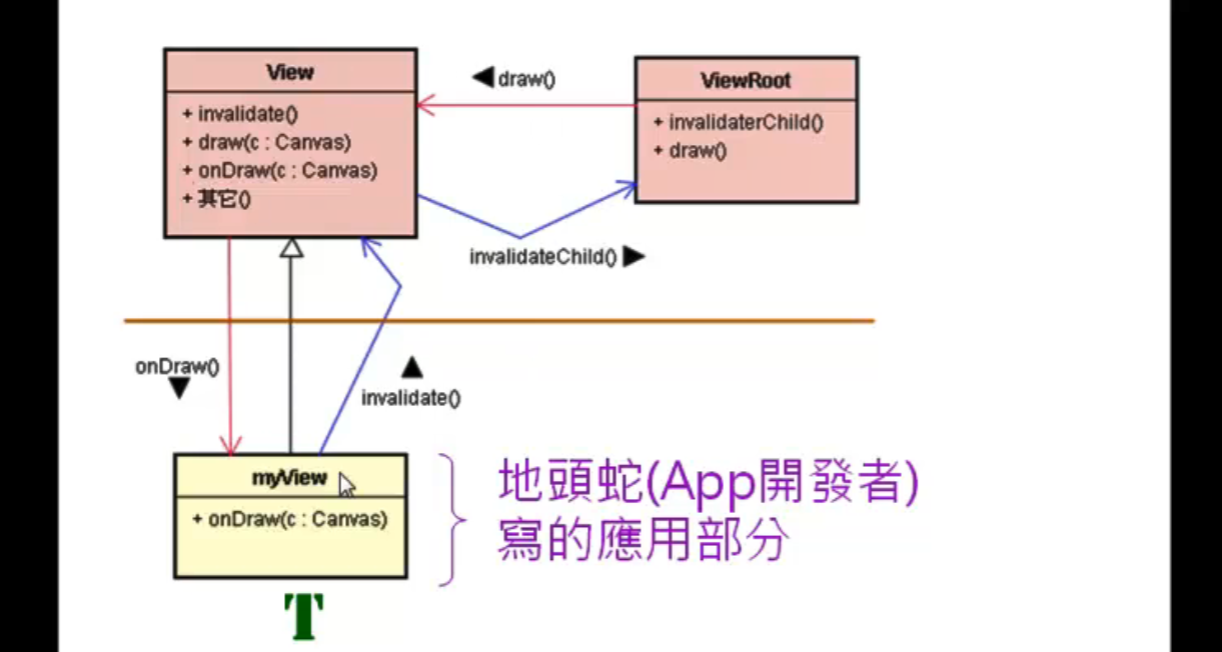 View
+ invalidate()
+ draw(c : Canvas)
+ onDraw(c : Canvas)
+ 其它()
◀draw()
ViewRoot
+ invaliderChild()
+ draw()
invalidateChild()▶
onDraw()
▼
▲
invalidate()
myView
+ onDraw(c : Canvas)
地頭蛇(App開發者)
寫的應用部分
T